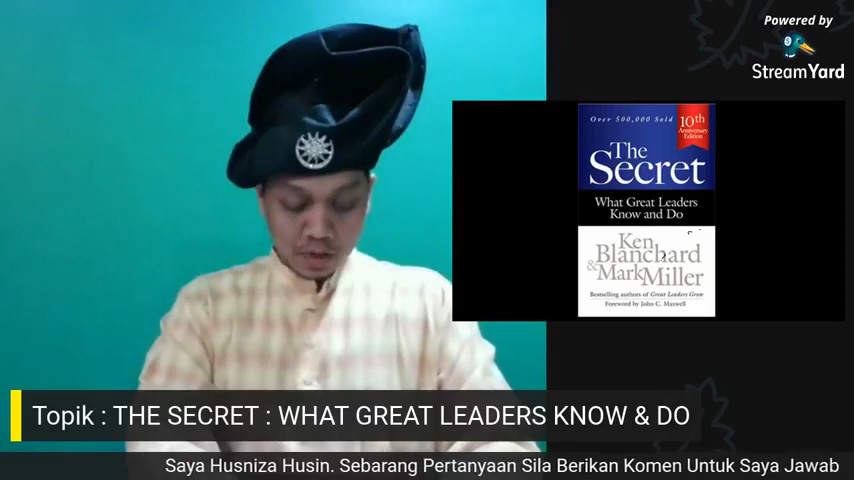 Powered by
StreamYard
Over 500,000 Sold
10th
Anniversary
Edition
The
Secret
What Great Leaders
Know and Do
Ken
Blanchard
& Mark Miller
Bestselling authors of Great Leaders Grow
Foreword by John C. Maxwell
Topik : THE SECRET : WHAT GREAT LEADERS KNOW & DO
Saya Husniza Husin. Sebarang Pertanyaan Sila Berikan Komen Untuk Saya Jawab